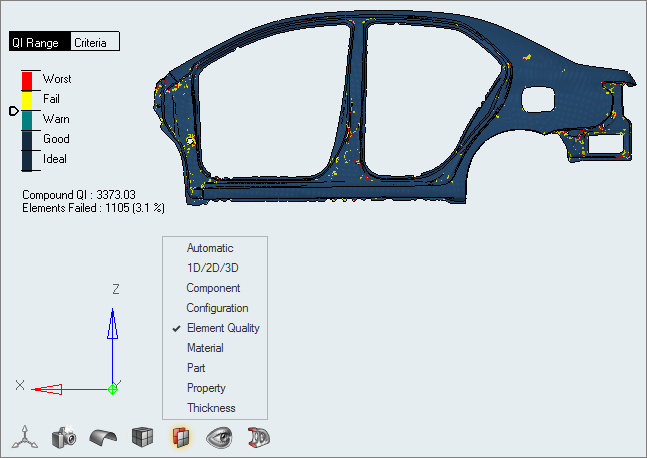 QI Range Criteria
Worst
Fail
Warn
Good
Ideal
Compound QI : 3373.03
Elements Failed : 1105 (3.1 %)
Automatic
1D/2D/3D
Component
Configuration
Element Quality
Material
Part
Property
Thickness
Z
X Y